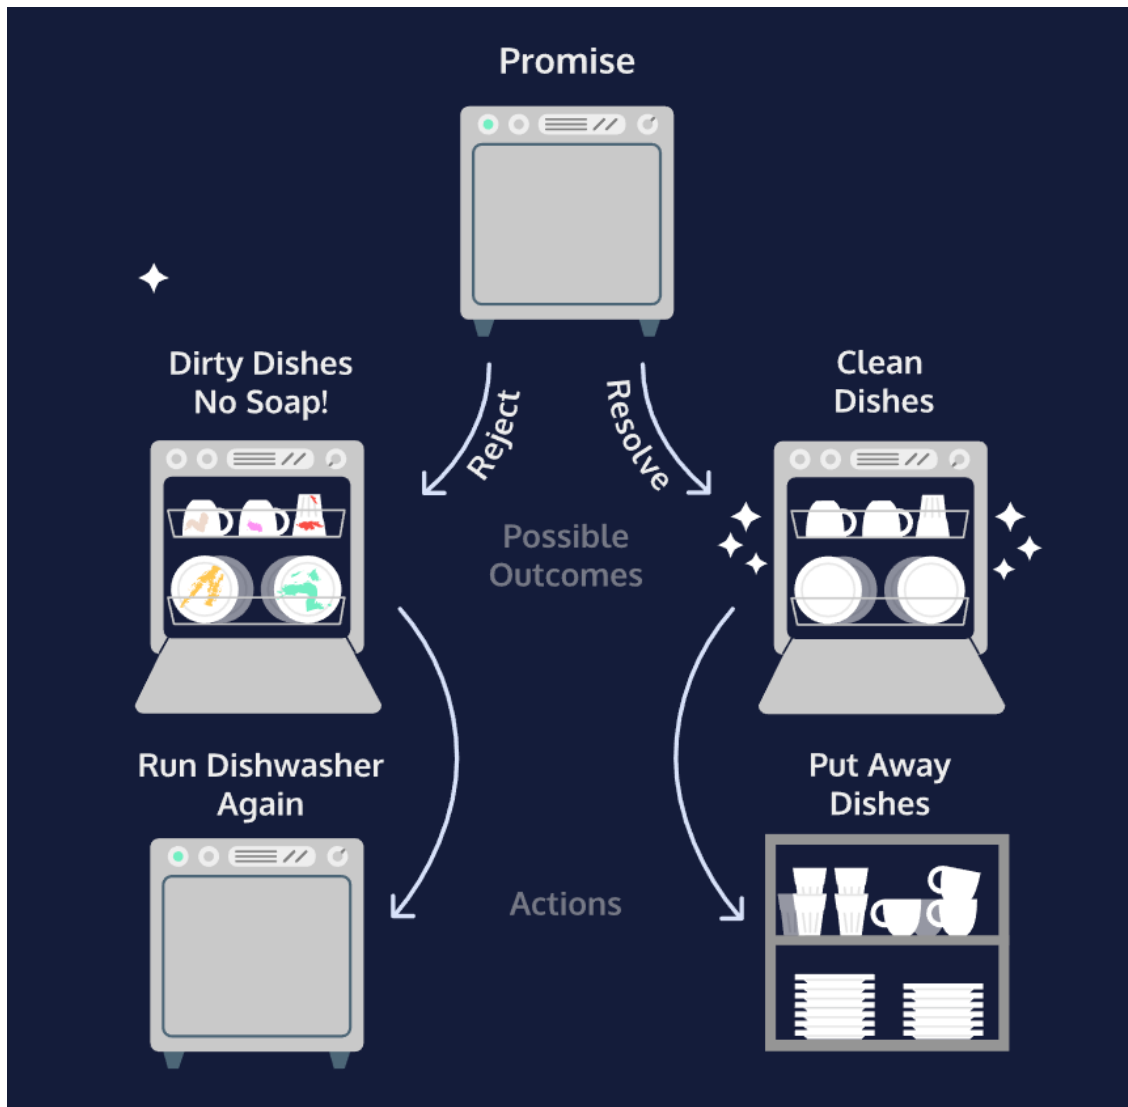 Promise
Dirty Dishes
No Soap!
Clean
Dishes
Reject
Resolve
Possible
Outcomes
Run Dishwasher
Again
Put Away
Dishes
Actions